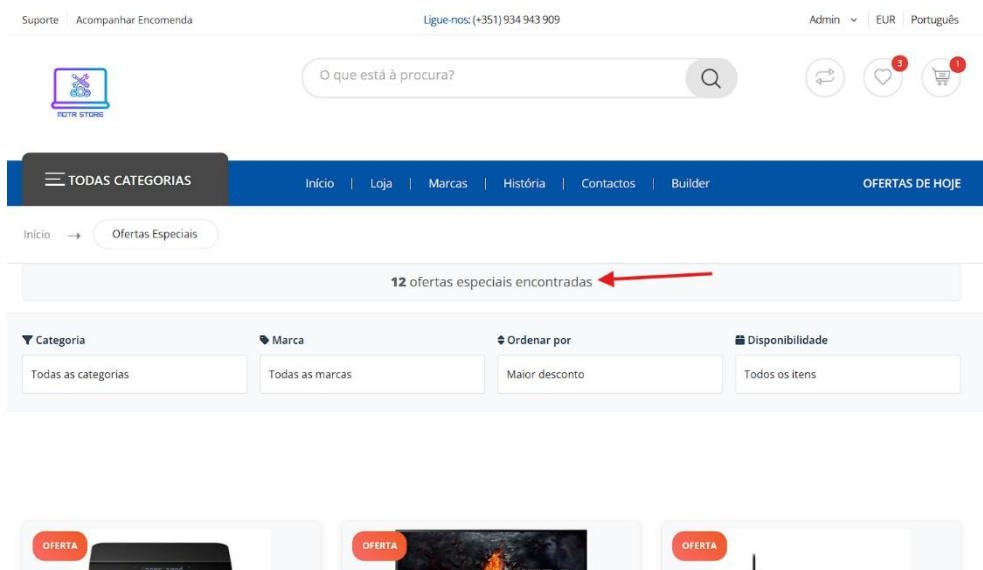 Suporte Acompanhar Encomenda Ligue-nos: (+351) 934 943 909 Admin EUR Português
MDTR STORE
O que está à procura?
3 1
TODAS CATEGORIAS Início | Loja | Marcas | História | Contactos | Builder OFERTAS DE HOJE
Início → Ofertas Especiais
12 ofertas especiais encontradas
Categoria Marca Ordenar por Disponibilidade
Todas as categorias Todas as marcas Maior desconto Todos os itens
OFERTA OFERTA OFERTA